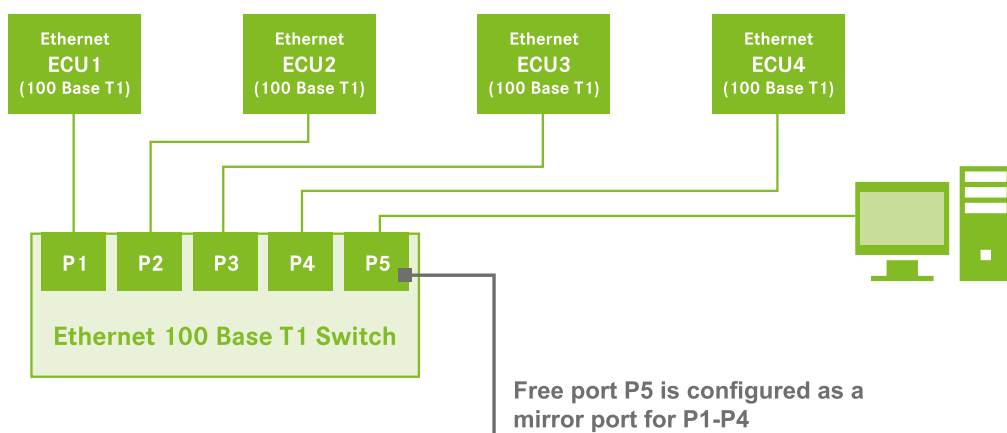 Ethernet
ECU1
(100 Base T1)
Ethernet
ECU2
(100 Base T1)
Ethernet
ECU3
(100 Base T1)
Ethernet
ECU4
(100 Base T1)
P1
P2
P3
P4
P5
Ethernet 100 Base T1 Switch
Free port P5 is configured as a
mirror port for P1-P4